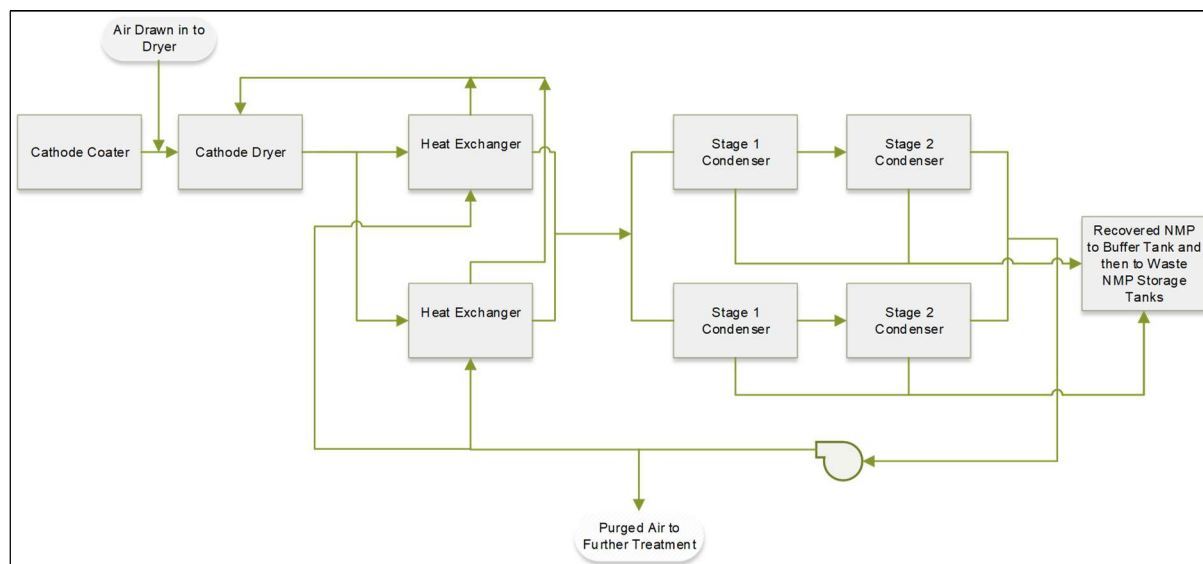 Air Drawn in to
Dryer
Cathode Coater
Cathode Dryer
Heat Exchanger
Stage 1
Condenser
Stage 2
Condenser
Recovered NMP
to Buffer Tank and
then to Waste
NMP Storage
Tanks
Heat Exchanger
Stage 1
Condenser
Stage 2
Condenser
Purged Air to
Further Treatment